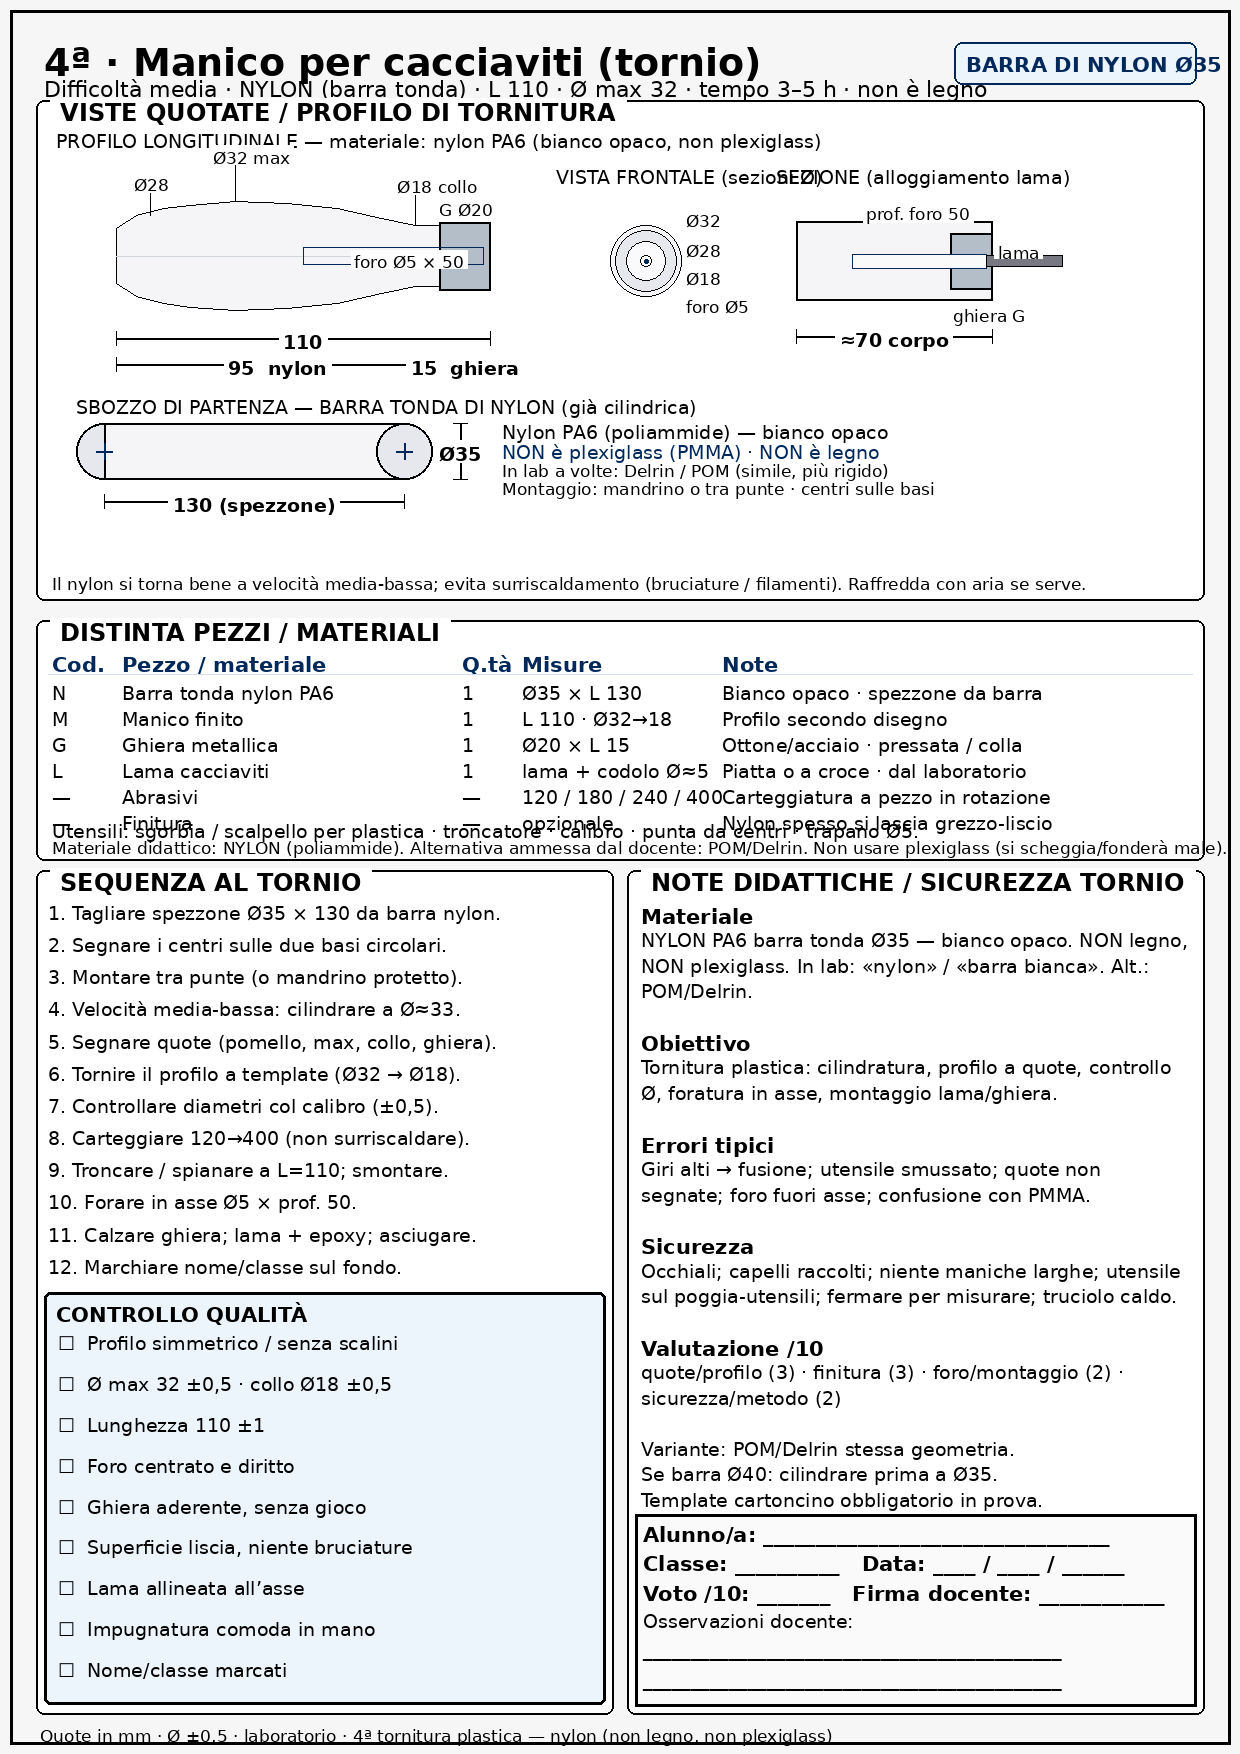 4ª · Manico per cacciaviti (tornio)
BARRA DI NYLON Ø35
Difficoltà media · NYLON (barra tonda) · L 110 · Ø max 32 · tempo 3–5 h · non è legno
VISTE QUOTATE / PROFILO DI TORNITURA
PROFILO LONGITUDINALE — materiale: nylon PA6 (bianco opaco, non plexiglass)
Ø32 max
Ø28
Ø18 collo
G Ø20
foro Ø5 × 50
110
95 nylon
15 ghiera
VISTA FRONTALE (sezioni Ø)
Ø32
Ø28
Ø18
foro Ø5
SEZIONE (alloggiamento lama)
prof. foro 50
lama
ghiera G
≈70 corpo
SBOZZO DI PARTENZA — BARRA TONDA DI NYLON (già cilindrica)
Ø35
130 (spezzone)
Nylon PA6 (poliammide) — bianco opaco
NON è plexiglass (PMMA) · NON è legno
In lab a volte: Delrin / POM (simile, più rigido)
Montaggio: mandrino o tra punte · centri sulle basi
Il nylon si torna bene a velocità media-bassa; evita surriscaldamento (bruciature / filamenti). Raffredda con aria se serve.
DISTINTA PEZZI / MATERIALI
Cod. Pezzo / materiale Q.tà Misure Note
N Barra tonda nylon PA6 1 Ø35 × L 130 Bianco opaco · spezzone da barra
M Manico finito 1 L 110 · Ø32→18 Profilo secondo disegno
G Ghiera metallica 1 Ø20 × L 15 Ottone/acciaio · pressata / colla
L Lama cacciaviti 1 lama + codolo Ø≈5 Piatta o a croce · dal laboratorio
— Abrasivi — 120 / 180 / 240 / 400 Carteggiatura a pezzo in rotazione
— Finitura — opzionale Nylon spesso si lascia grezzo-liscio
Utensili: sgorbia / scalpello per plastica · troncatore · calibro · punta da centri · trapano Ø5.
Materiale didattico: NYLON (poliammide). Alternativa ammessa dal docente: POM/Delrin. Non usare plexiglass (si scheggia/fonderà male).
SEQUENZA AL TORNIO
1. Tagliare spezzone Ø35 × 130 da barra nylon.
2. Segnare i centri sulle due basi circolari.
3. Montare tra punte (o mandrino protetto).
4. Velocità media-bassa: cilindrare a Ø≈33.
5. Segnare quote (pomello, max, collo, ghiera).
6. Tornire il profilo a template (Ø32 → Ø18).
7. Controllare diametri col calibro (±0,5).
8. Carteggiare 120→400 (non surriscaldare).
9. Troncare / spianare a L=110; smontare.
10. Forare in asse Ø5 × prof. 50.
11. Calzare ghiera; lama + epoxy; asciugare.
12. Marchiare nome/classe sul fondo.
CONTROLLO QUALITÀ
☐ Profilo simmetrico / senza scalini
☐ Ø max 32 ±0,5 · collo Ø18 ±0,5
☐ Lunghezza 110 ±1
☐ Foro centrato e diritto
☐ Ghiera aderente, senza gioco
☐ Superficie liscia, niente bruciature
☐ Lama allineata all’asse
☐ Impugnatura comoda in mano
☐ Nome/classe marcati
NOTE DIDATTICHE / SICUREZZA TORNIO
Materiale
NYLON PA6 barra tonda Ø35 — bianco opaco. NON legno,
NON plexiglass. In lab: «nylon» / «barra bianca». Alt.:
POM/Delrin.
Obiettivo
Tornitura plastica: cilindratura, profilo a quote, controllo
Ø, foratura in asse, montaggio lama/ghiera.
Errori tipici
Giri alti → fusione; utensile smussato; quote non
segnate; foro fuori asse; confusione con PMMA.
Sicurezza
Occhiali; capelli raccolti; niente maniche larghe; utensile
sul poggia-utensili; fermare per misurare; truciolo caldo.
Valutazione /10
quote/profilo (3) · finitura (3) · foro/montaggio (2) ·
sicurezza/metodo (2)
Variante: POM/Delrin stessa geometria.
Se barra Ø40: cilindrare prima a Ø35.
Template cartoncino obbligatorio in prova.
Alunno/a: _________________________________
Classe: __________ Data: ____ / ____ / ______
Voto /10: _______ Firma docente: ____________
Osservazioni docente:
____________________________________________
____________________________________________
Quote in mm · Ø ±0,5 · laboratorio · 4ª tornitura plastica — nylon (non legno, non plexiglass)